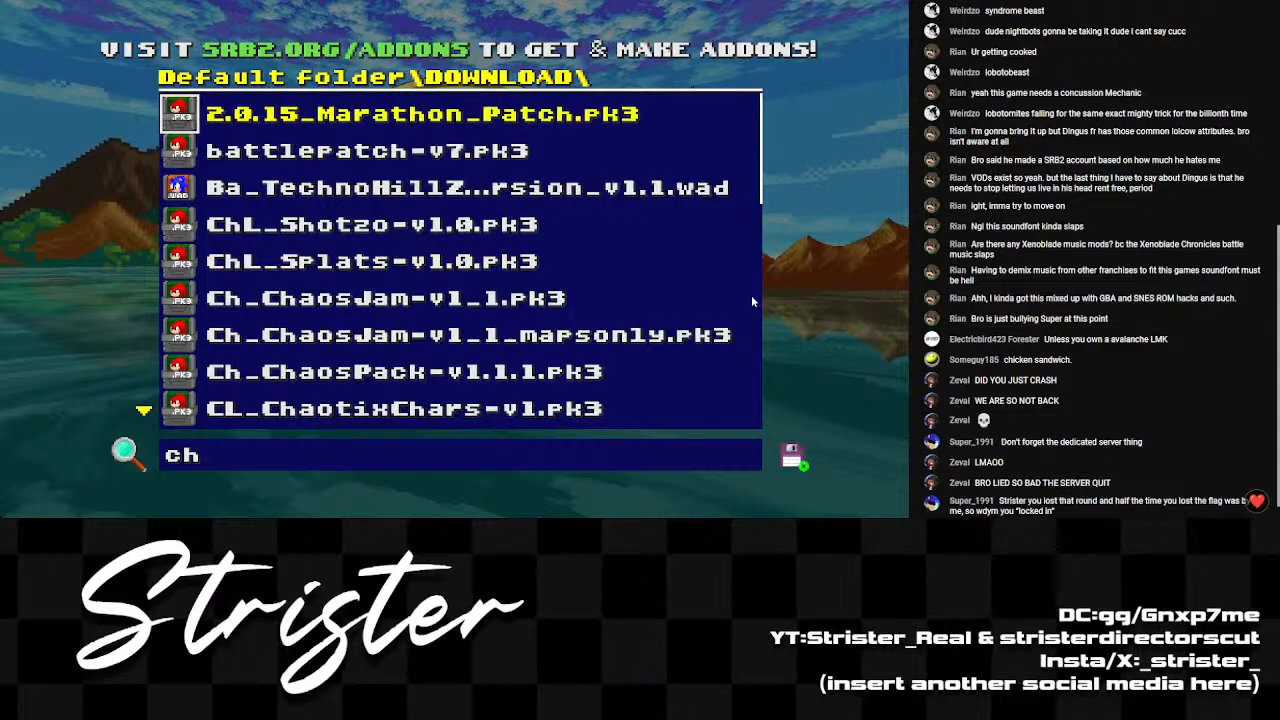 VISIT SRB2.ORG/ADDONS TO GET & MAKE ADDONS!
Default folder\DOWNLOAD\
2.0.15_Marathon_Patch.pk3
battlepatch-v7.pk3
Ba_TechnoHillZ...rsion_v1.1.wad
ChL_Shotzo-v1.0.pk3
ChL_Splats-v1.0.pk3
Ch_ChaosJam-v1_1.pk3
Ch_ChaosJam-v1_1_mapsonly.pk3
Ch_ChaosPack-v1.1.1.pk3
CL_ChaotixChars-v1.pk3
ch
Weirdzo syndrome beast
Weirdzo dude nightbots gonna be taking it dude I cant say cucc
Rian Ur getting cooked
Weirdzo lobotobeast
Rian yeah this game needs a concussion Mechanic
Weirdzo lobotomites falling for the same exact mighty trick for the billionth time
Rian I'm gonna bring it up but Dingus fr has those common lolcow attributes. bro
isn't aware at all
Rian Bro said he made a SRB2 account based on how much he hates me
Rian VODs exist so yeah. but the last thing I have to say about Dingus is that he
needs to stop letting us live in his head rent free, period
Rian ight, imma try to move on
Rian Ngl this soundfont kinda slaps
Rian Are there any Xenoblade music mods? bc the Xenoblade Chronicles battle
music slaps
Rian Having to demix music from other franchises to fit this games soundfont must
be hell
Rian Ahh, I kinda got this mixed up with GBA and SNES ROM hacks and such.
Rian Bro is just bullying Super at this point
Electricbird423 Forester Unless you own a avalanche LMK
Someguy185 chicken sandwich.
Zeval DID YOU JUST CRASH
Zeval WE ARE SO NOT BACK
Zeval 💀
Super_1991 Don't forget the dedicated server thing
Zeval LMAOO
Zeval BRO LIED SO BAD THE SERVER QUIT
Super_1991 Strister you lost that round and half the time you lost the flag was b
me, so wdym you "locked in"
Strister
DC:gg/Gnxp7me
YT:Strister_Real & stristerdirectorscut
Insta/X:_strister_
(insert another social media here)